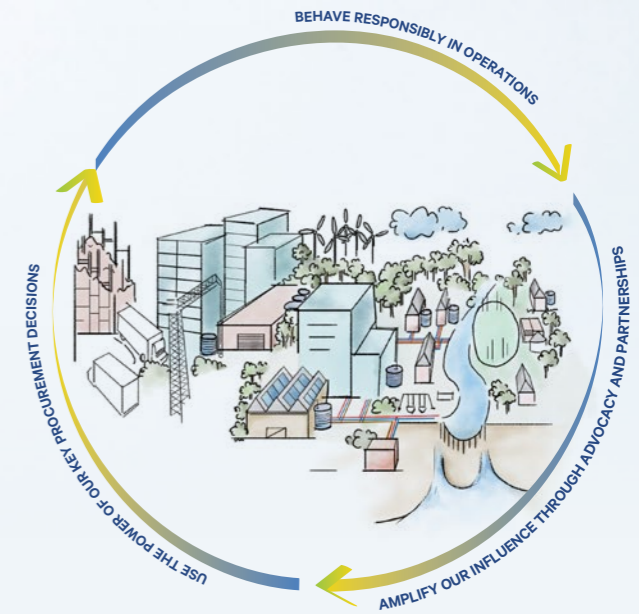 BEHAVE RESPONSIBLY IN OPERATIONS
AMPLIFY OUR INFLUENCE THROUGH ADVOCACY AND PARTNERSHIPS
USE THE POWER OF OUR KEY PROCUREMENT DECISIONS